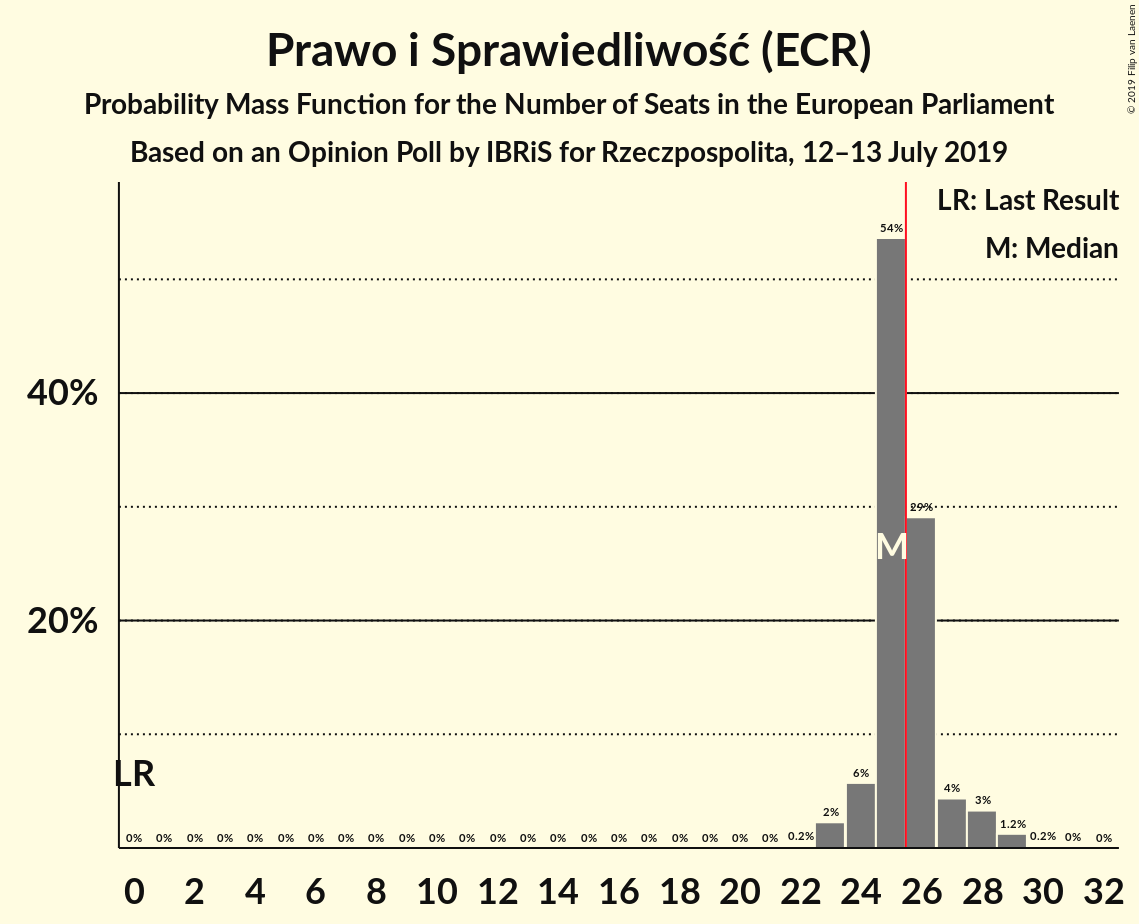 Prawo i Sprawiedliwość (ECR)
Probability Mass Function for the Number of Seats in the European Parliament
Based on an Opinion Poll by IBRiS for Rzeczpospolita, 12–13 July 2019
© 2019 Filip van Laenen
LR: Last Result
M: Median
54%
40%
29%
M
20%
LR
0% 0% 0% 0% 0% 0% 0% 0% 0% 0% 0% 0% 0% 0% 0% 0% 0% 0% 0% 0% 0% 0% 0.2% 2% 6% 4% 3% 1.2% 0.2% 0% 0%
0 2 4 6 8 10 12 14 16 18 20 22 24 26 28 30 32